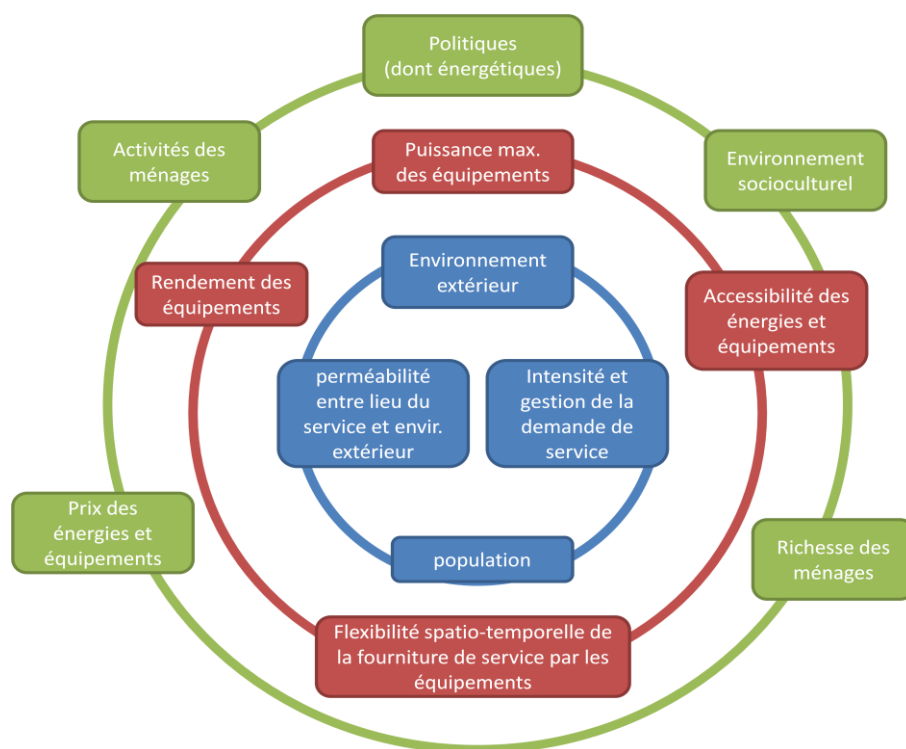 Politiques
(dont énergétiques)
Activités des
ménages
Puissance max.
des équipements
Environnement
socioculturel
Environnement
extérieur
Rendement des
équipements
Accessibilité des
énergies et
équipements
perméabilité
entre lieu du
service et envir.
extérieur
Intensité et
gestion de la
demande de
service
Prix des
énergies et
équipements
population
Richesse des
ménages
Flexibilité spatio-temporelle de
la fourniture de service par les
équipements